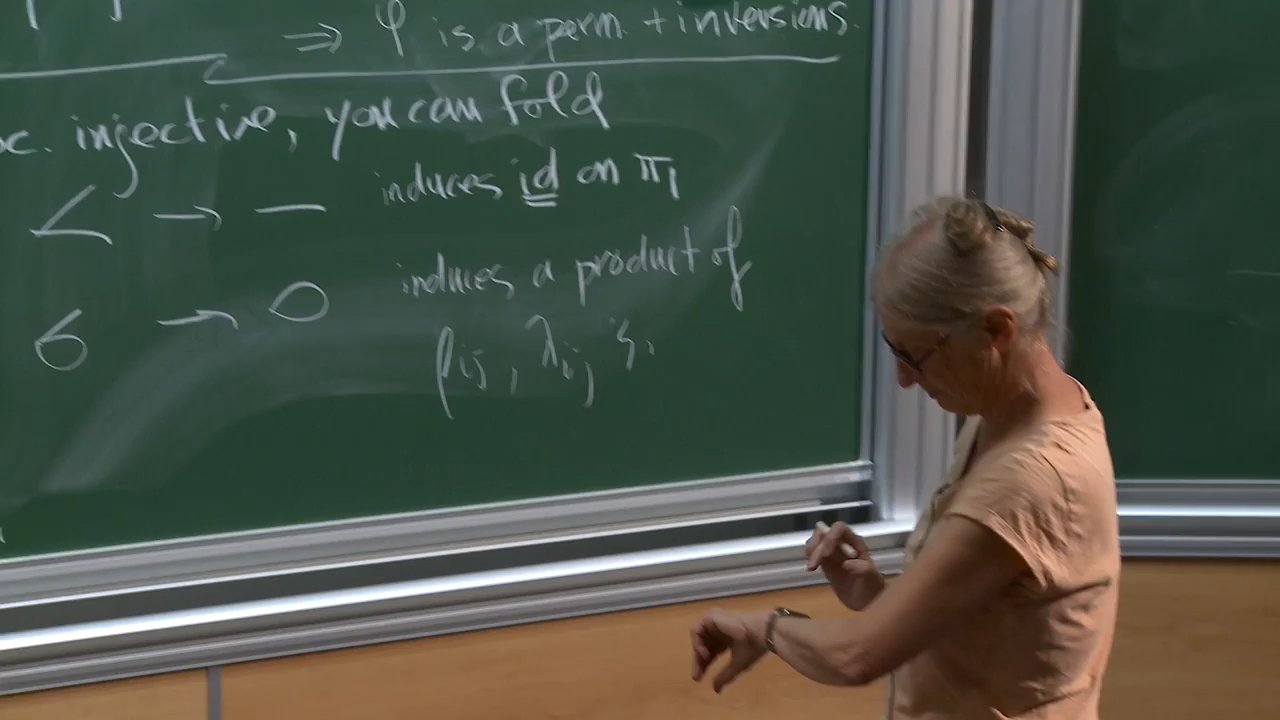 ⇒ φ is a perm. + inversions.
c. injective, you can fold
→ induces id on π₁
→ induces a product of
ρij, λij